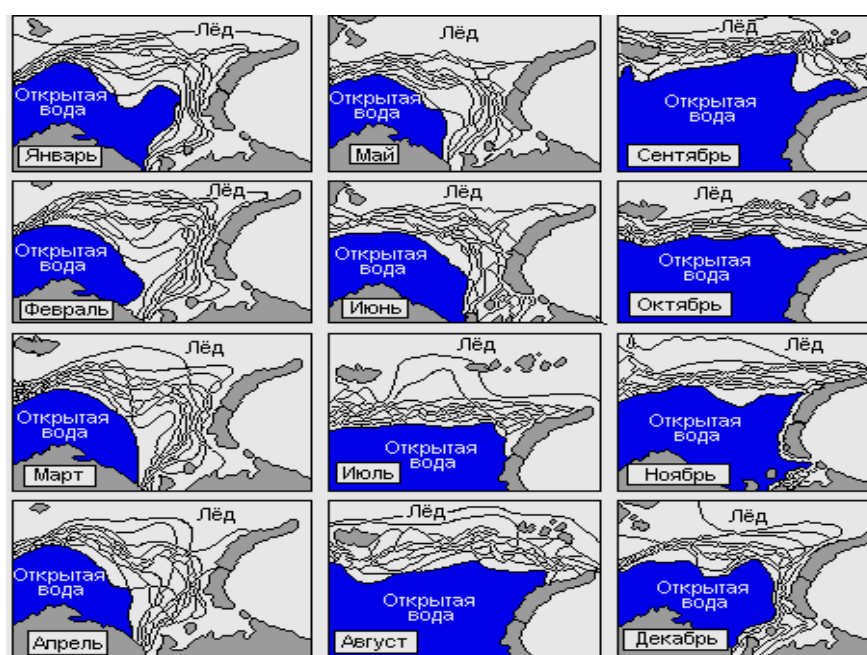 Лёд
Открытая
вода
Январь
Лёд
Открытая
вода
Май
Лёд
Открытая
вода
Сентябрь
Лёд
Открытая
вода
Февраль
Лёд
Открытая
вода
Июнь
Лёд
Открытая
вода
Октябрь
Лёд
Открытая
вода
Март
Лёд
Открытая
вода
Июль
Лёд
Открытая
вода
Ноябрь
Лёд
Открытая
вода
Апрель
Лёд
Открытая
вода
Август
Лёд
Открытая
вода
Декабрь